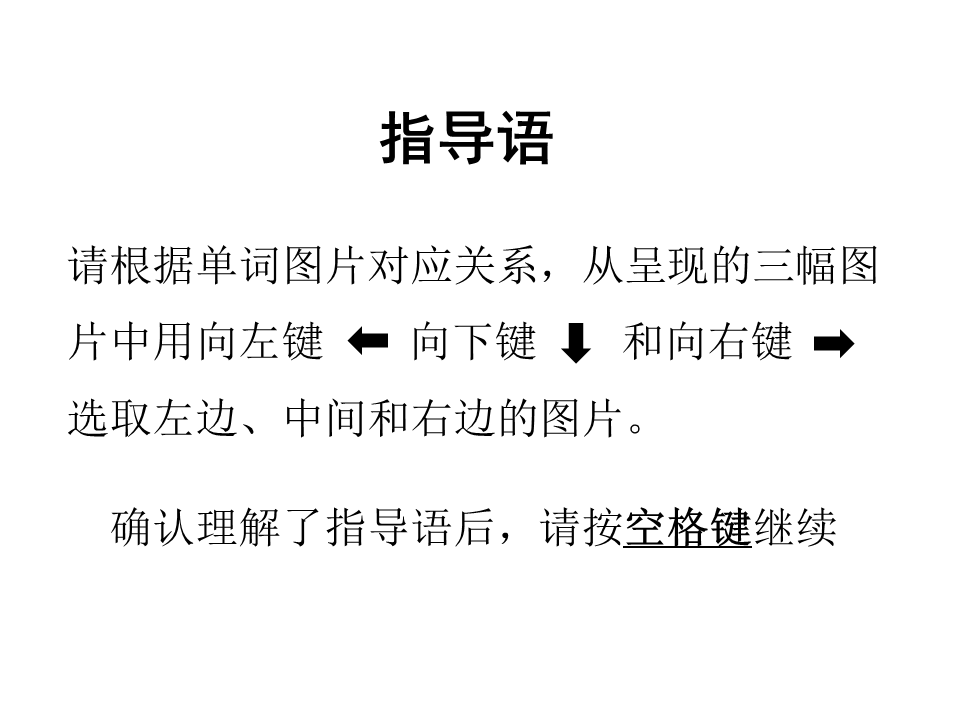 指导语
请根据单词图片对应关系，从呈现的三幅图
片中用向左键 ⬅ 向下键 ⬇ 和向右键 ➡
选取左边、中间和右边的图片。
确认理解了指导语后，请按空格键继续